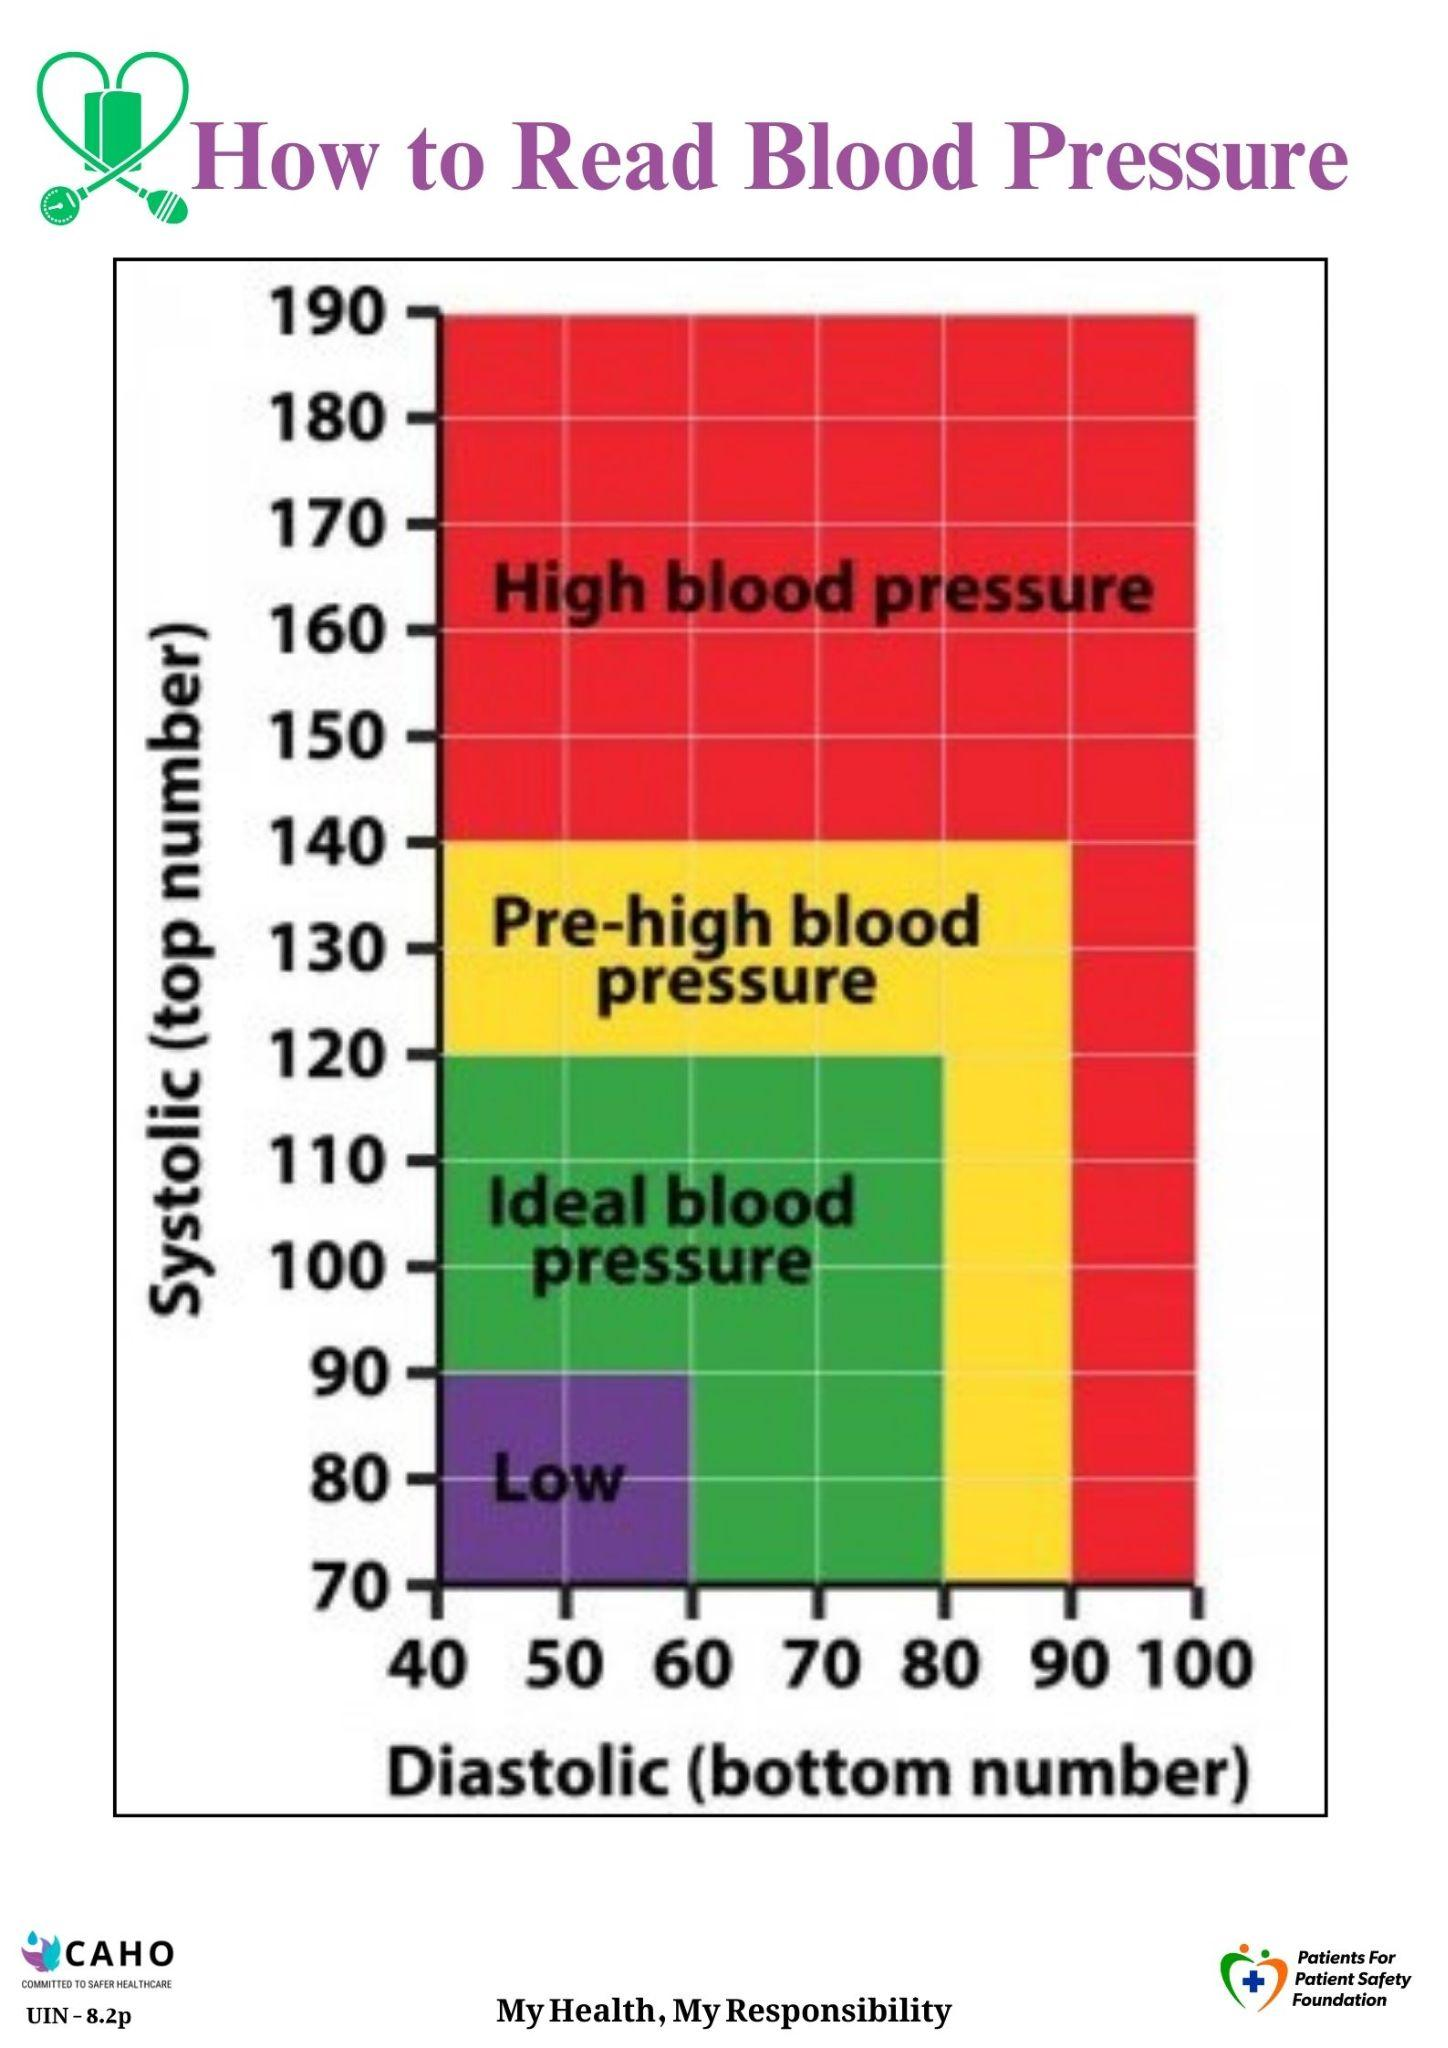 How to Read Blood Pressure
190
180
170
High blood pressure
160
150
140
Pre-high blood
130
pressure
120
110
Ideal blood
100
pressure
90
80
Low
70
Systolic (top number)
40 50 60 70 80 90 100
Diastolic (bottom number)
CAHO
COMMITTED TO SAFER HEALTHCARE
UIN - 8.2p
My Health, My Responsibility
Patients For
Patient Safety
Foundation